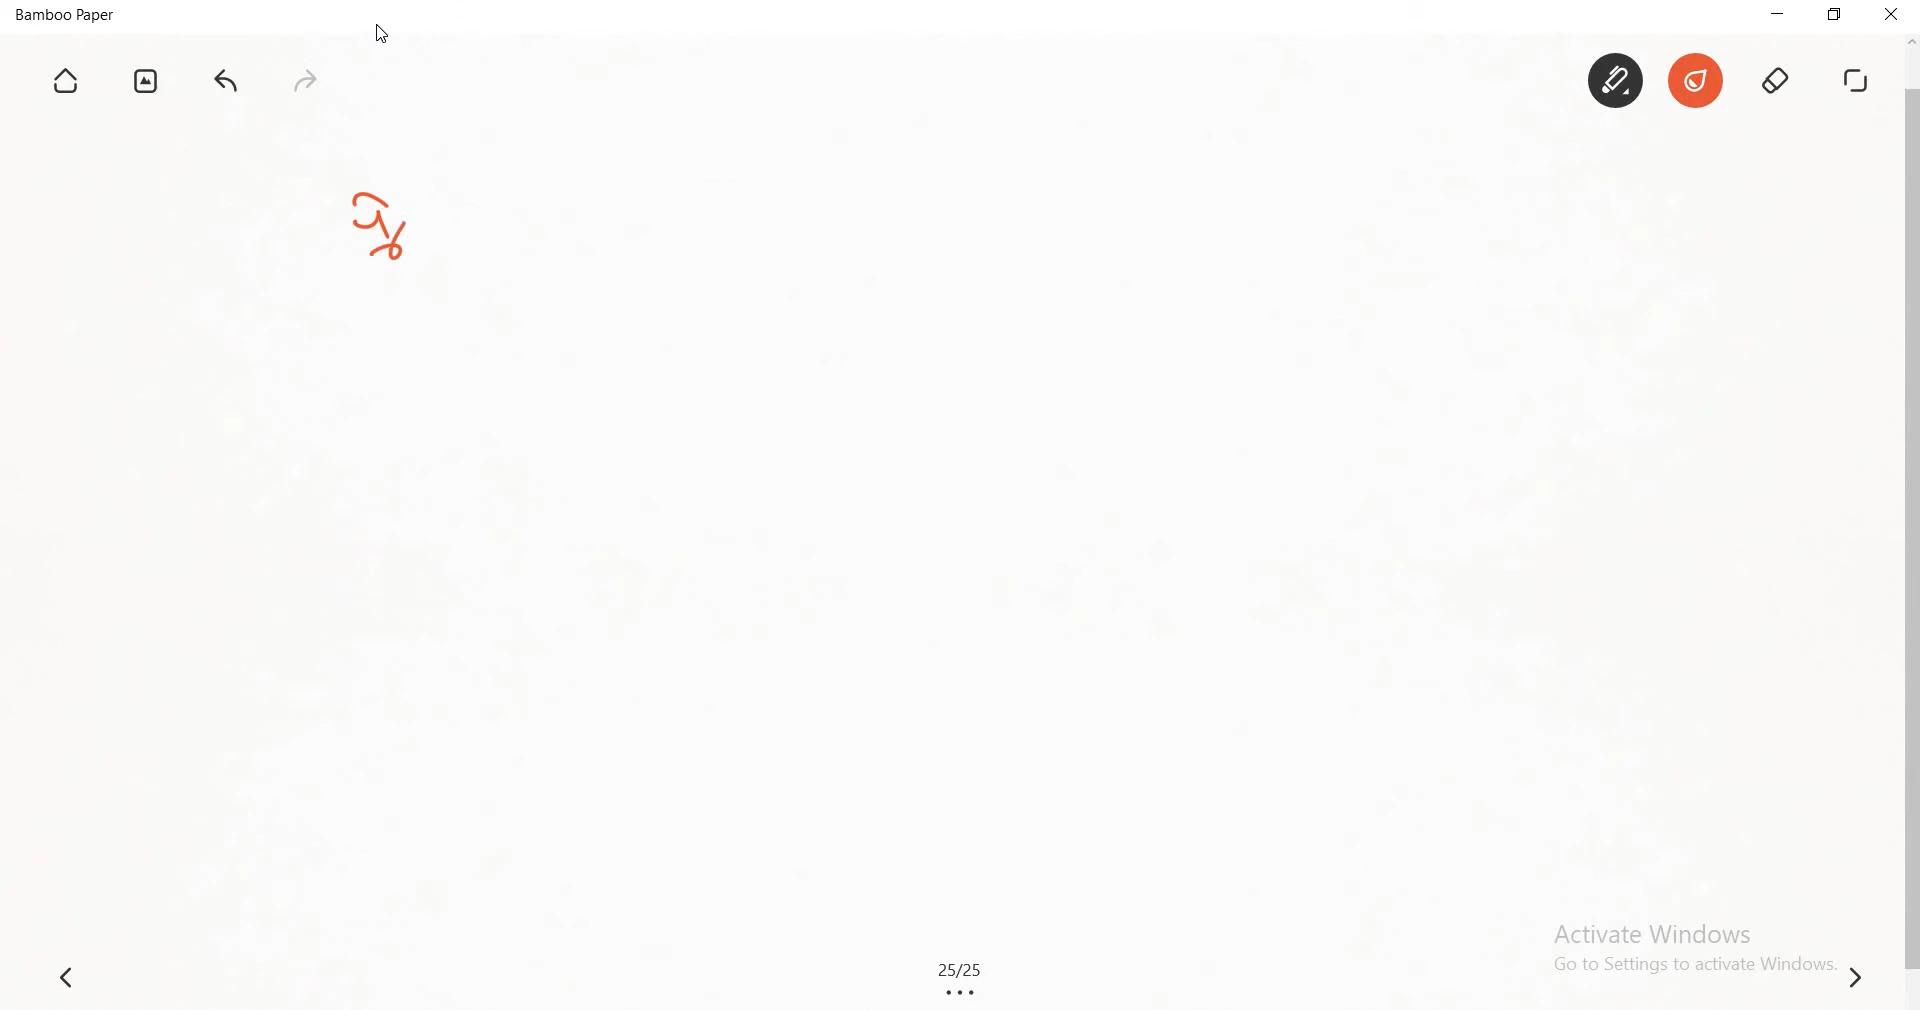 Bamboo Paper
25/25
Activate Windows
Go to Settings to activate Windows.